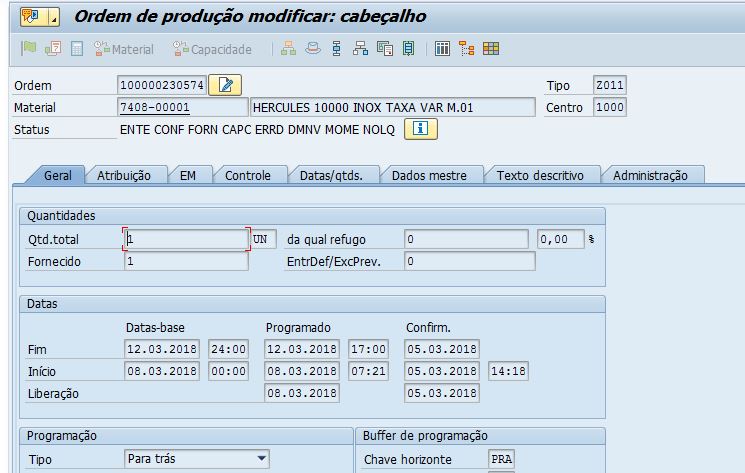 Ordem de produção modificar: cabeçalho
Material Capacidade
Ordem 100000230574 Tipo Z011
Material 7408-00001 HERCULES 10000 INOX TAXA VAR M.01 Centro 1000
Status ENTE CONF FORN CAPC ERRD DMNV MOME NOLQ
Geral Atribuição EM Controle Datas/qtds. Dados mestre Texto descritivo Administração
Quantidades
Qtd.total 1 UN da qual refugo 0 0,00 %
Fornecido 1 EntrDef/ExcPrev. 0
Datas
Datas-base Programado Confirm.
Fim 12.03.2018 24:00 12.03.2018 17:00 05.03.2018
Início 08.03.2018 00:00 08.03.2018 07:21 05.03.2018 14:18
Liberação 08.03.2018 05.03.2018
Programação Buffer de programação
Tipo Para trás Chave horizonte PRA